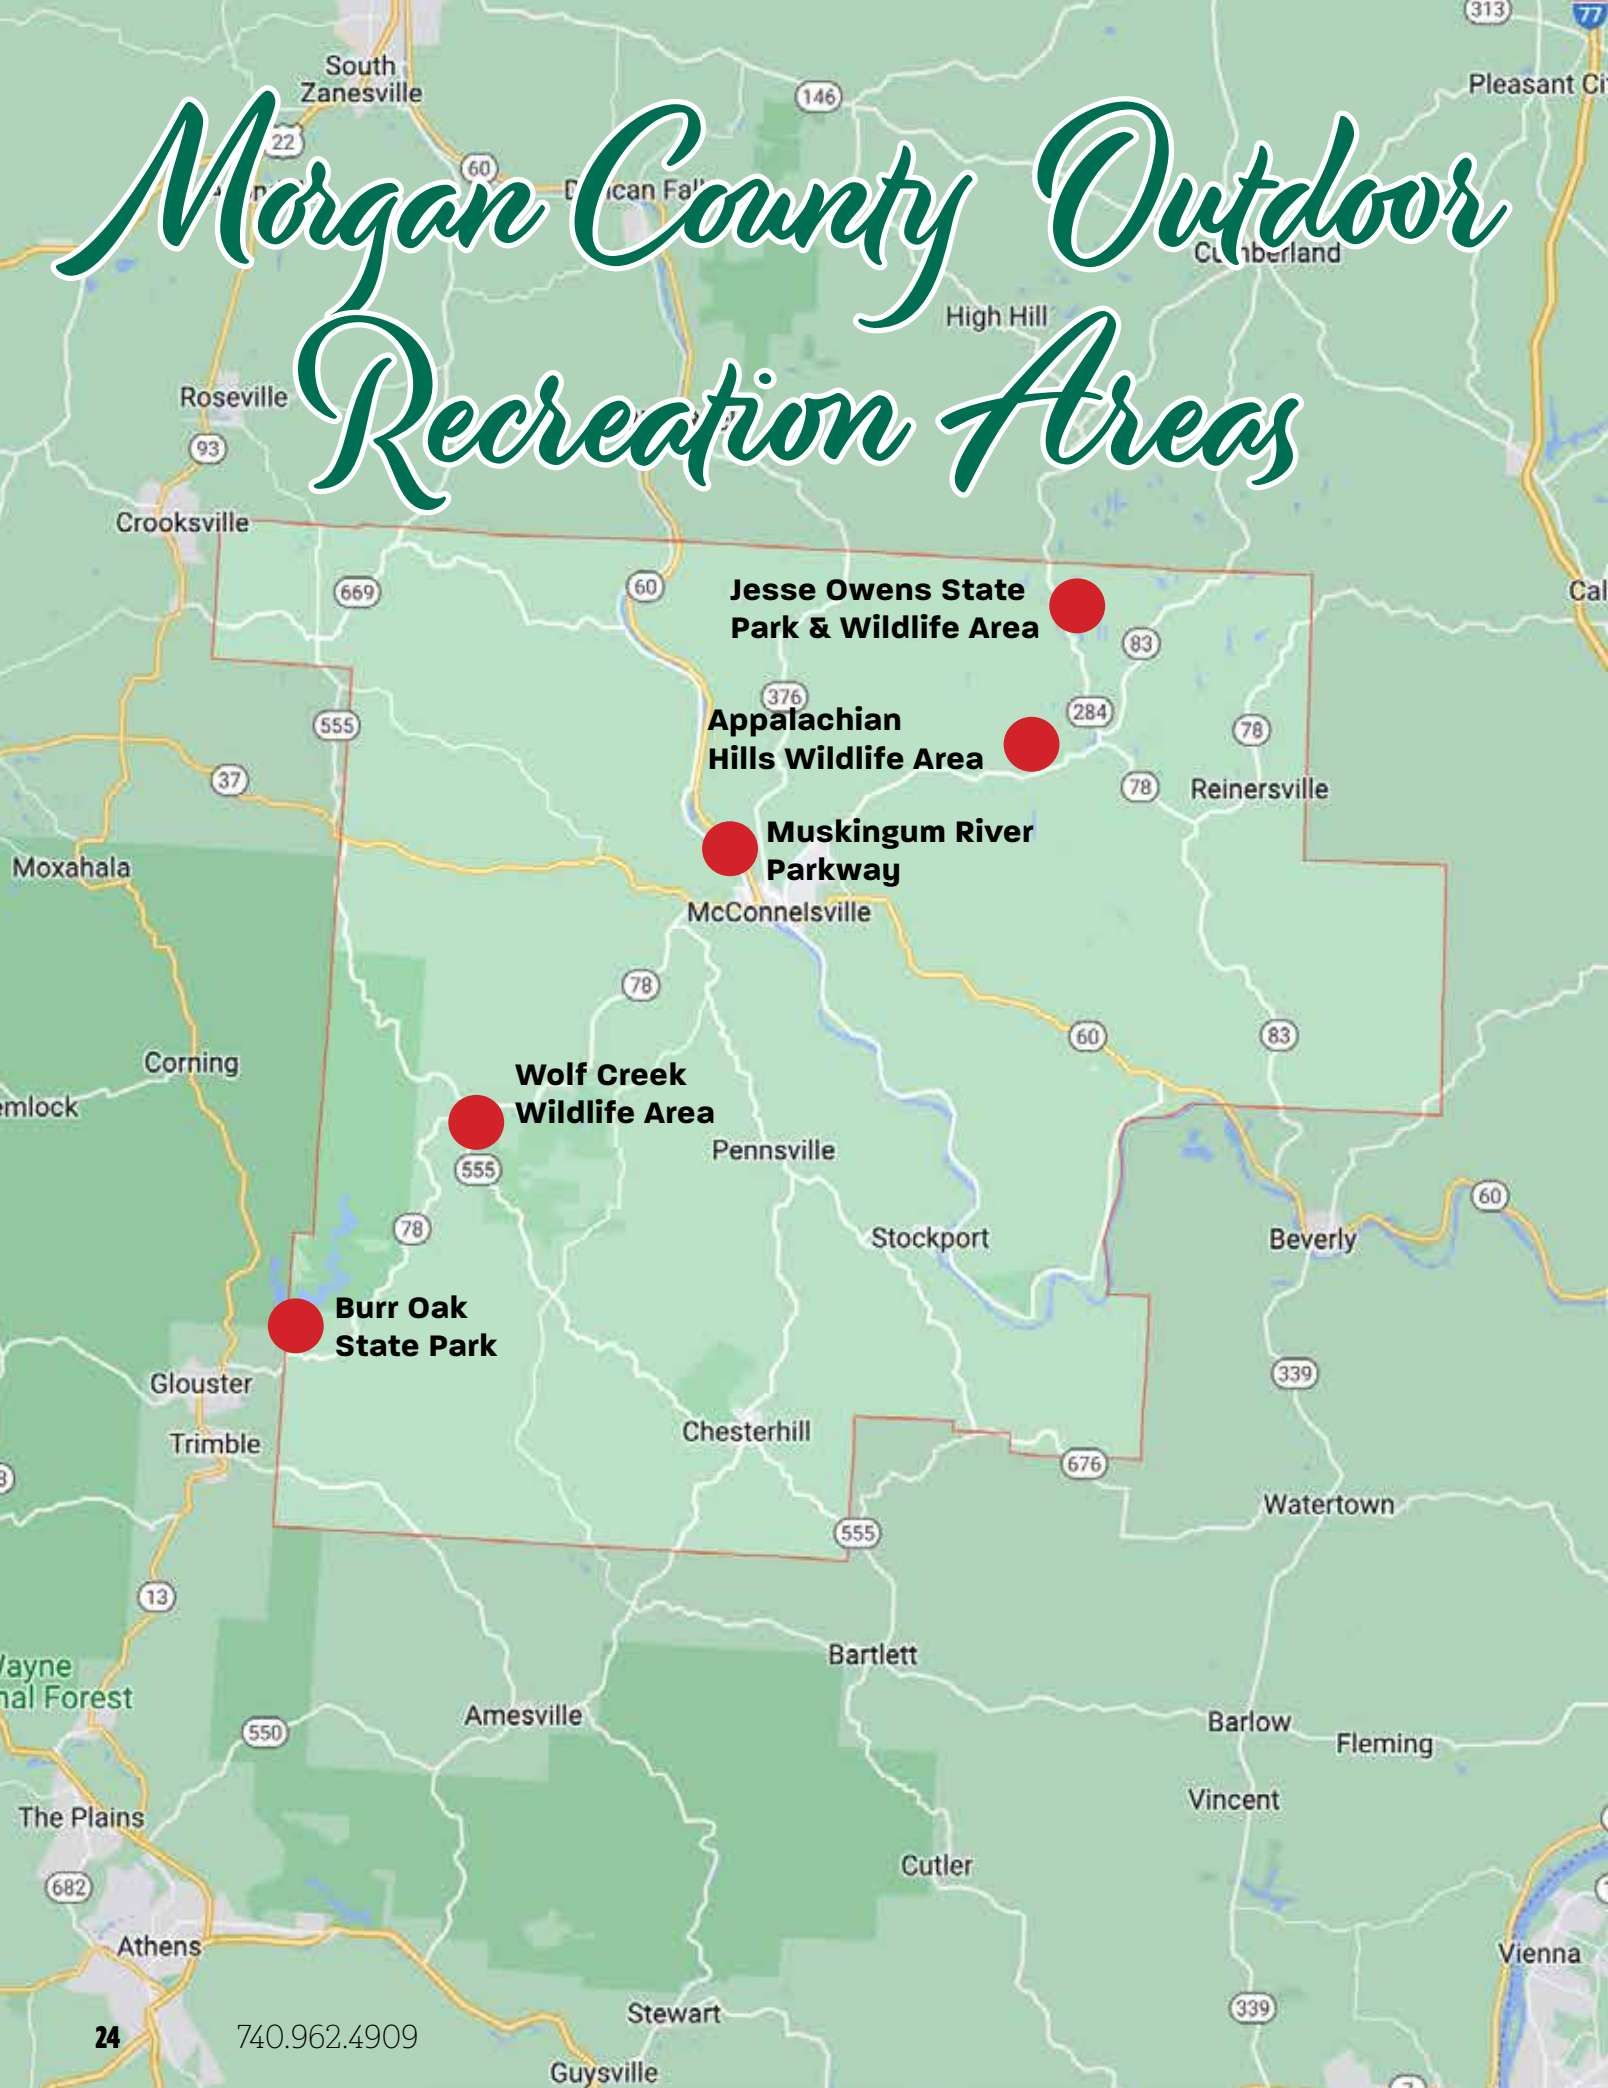 313
77
South
Zanesville
Pleasant Ci
146
22
60
Morgan County Outdoor
Cumberland
High Hill
Recreation Areas
Roseville
93
Crooksville
669
60
Jesse Owens State
Park & Wildlife Area
Cal
83
376
284
555
Appalachian
Hills Wildlife Area
78
37
78
Reinersville
Muskingum River
Parkway
Moxahala
McConnelsville
78
60
83
Corning
Wolf Creek
Wildlife Area
emlock
Pennsville
555
60
78
Stockport
Beverly
Burr Oak
State Park
339
Glouster
Chesterhill
Trimble
676
Watertown
555
13
Bartlett
ayne
nal Forest
Amesville
Barlow
550
Fleming
Vincent
The Plains
Cutler
682
Athens
Vienna
339
Stewart
24
740.962.4909
Guysville